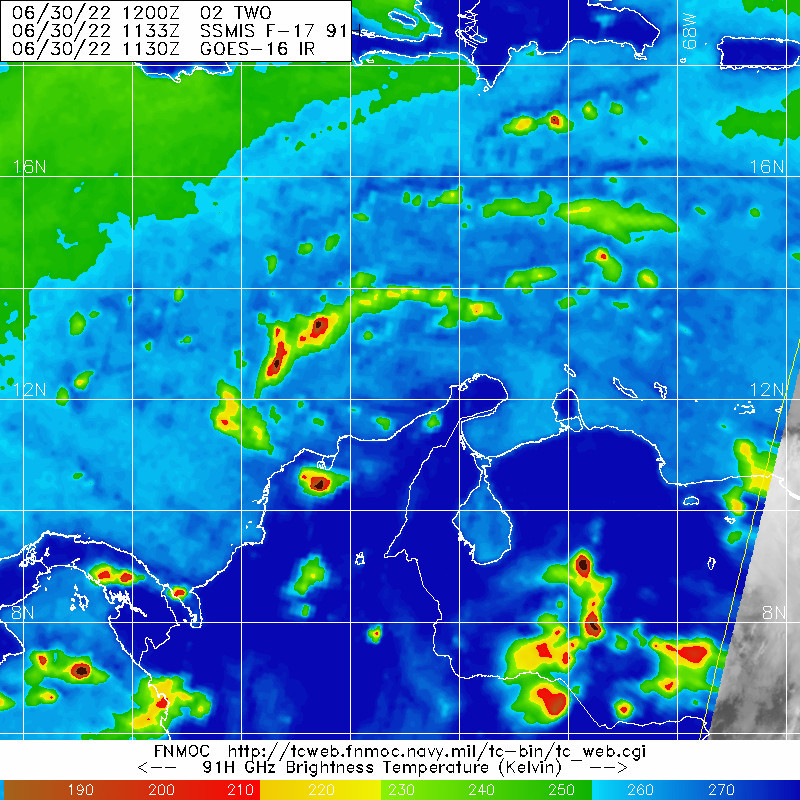 06/30/22 1200Z 02 TWO
06/30/22 1133Z SSMIS F-17 91
06/30/22 1130Z GOES-16 IR
68W
16N 16N
12N 12N
8N 8N
FNMOC http://tcweb.fnmoc.navy.mil/tc-bin/tc_web.cgi
<-- 91H GHz Brightness Temperature (Kelvin) -->
190 200 210 220 230 240 250 260 270